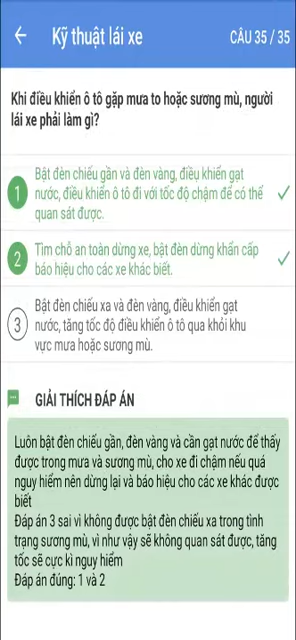 Kỹ thuật lái xe
CÂU 35 / 35
Khi điều khiển ô tô gặp mưa to hoặc sương mù, người
lái xe phải làm gì?
1
Bật đèn chiếu gần và đèn vàng, điều khiển gạt
nước, điều khiển ô tô đi với tốc độ chậm để có thể
quan sát được.
2
Tìm chỗ an toàn dừng xe, bật đèn dừng khẩn cấp
báo hiệu cho các xe khác biết.
3
Bật đèn chiếu xa và đèn vàng, điều khiển gạt
nước, tăng tốc độ điều khiển ô tô qua khỏi khu
vực mưa hoặc sương mù.
GIẢI THÍCH ĐÁP ÁN
Luôn bật đèn chiếu gần, đèn vàng và cần gạt nước để thấy
được trong mưa và sương mù, cho xe đi chậm nếu quá
nguy hiểm nên dừng lại và báo hiệu cho các xe khác được
biết
Đáp án 3 sai vì không được bật đèn chiếu xa trong tình
trạng sương mù, vì như vậy sẽ không quan sát được, tăng
tốc sẽ cực kì nguy hiểm
Đáp án đúng: 1 và 2